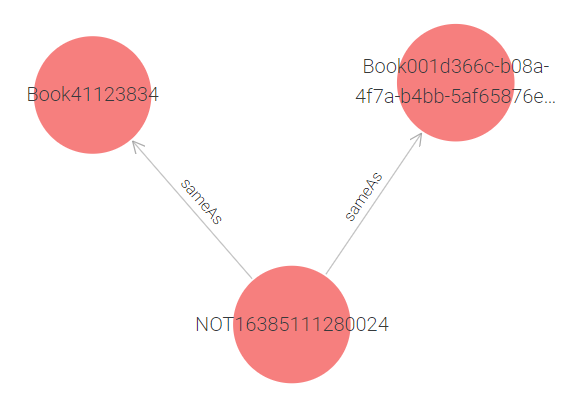 Book41123834
Book001d366c-b08a-
4f7a-b4bb-5af65876e...
sameAs
sameAs
NOT16385111280024